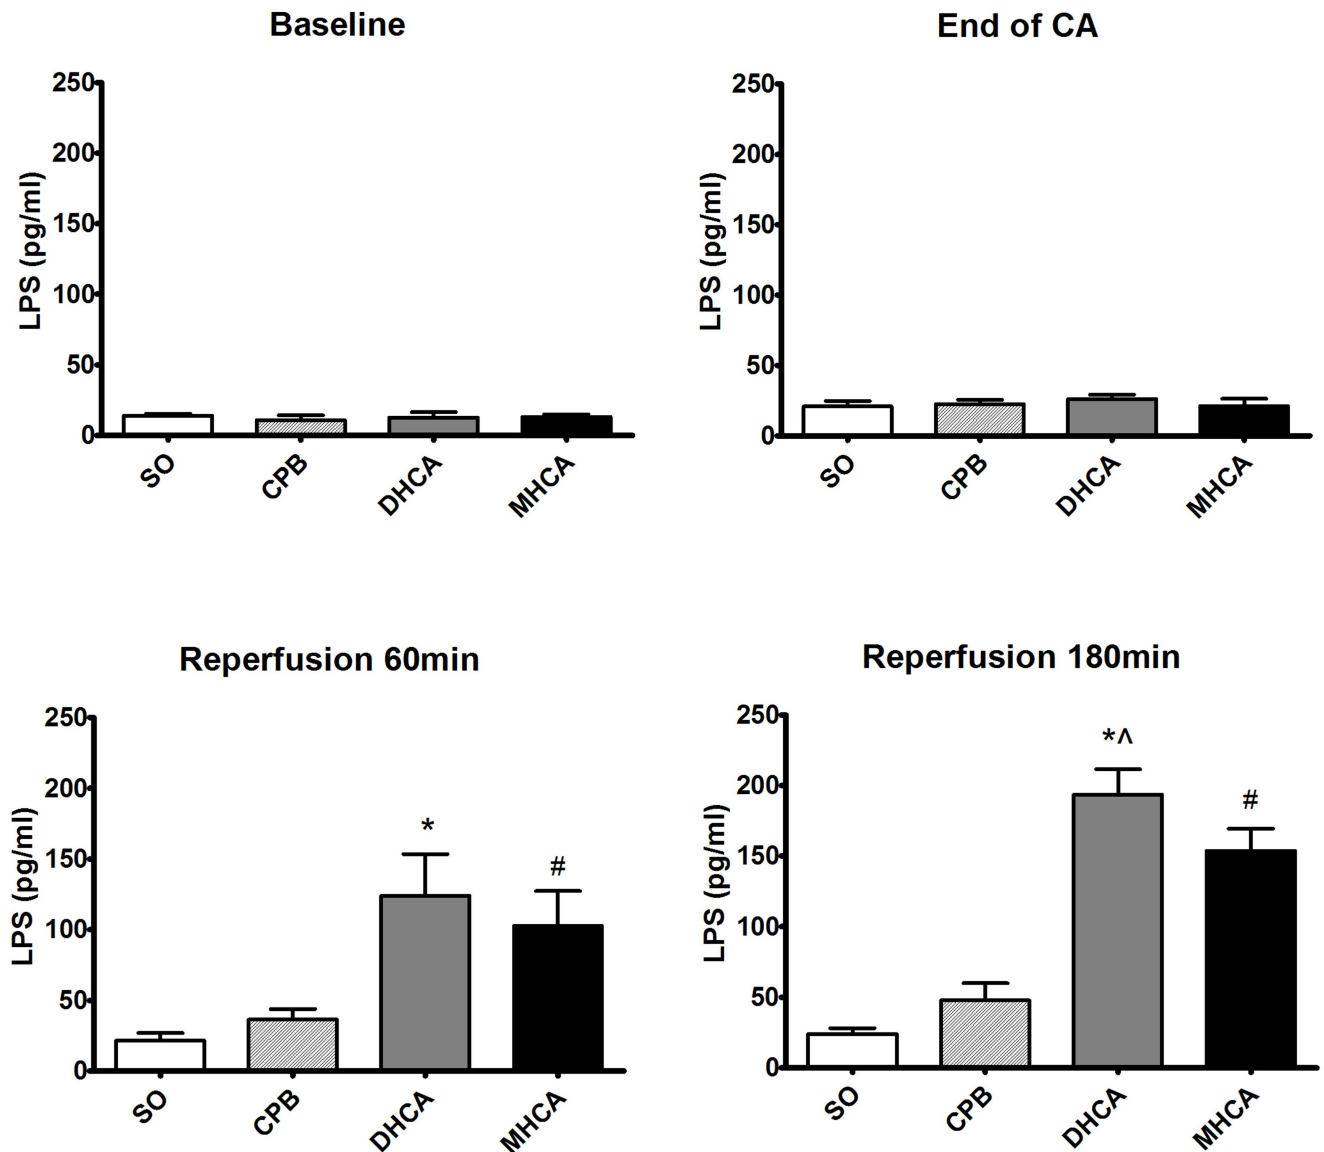 Baseline
LPS (pg/ml)
250
200
150
100
50
0
SO
CPB
DHCA
MHCA
End of CA
LPS (pg/ml)
250
200
150
100
50
0
SO
CPB
DHCA
MHCA
Reperfusion 60min
LPS (pg/ml)
250
200
150
100
50
0
*
#
SO
CPB
DHCA
MHCA
Reperfusion 180min
LPS (pg/ml)
250
200
150
100
50
0
*^
#
SO
CPB
DHCA
MHCA